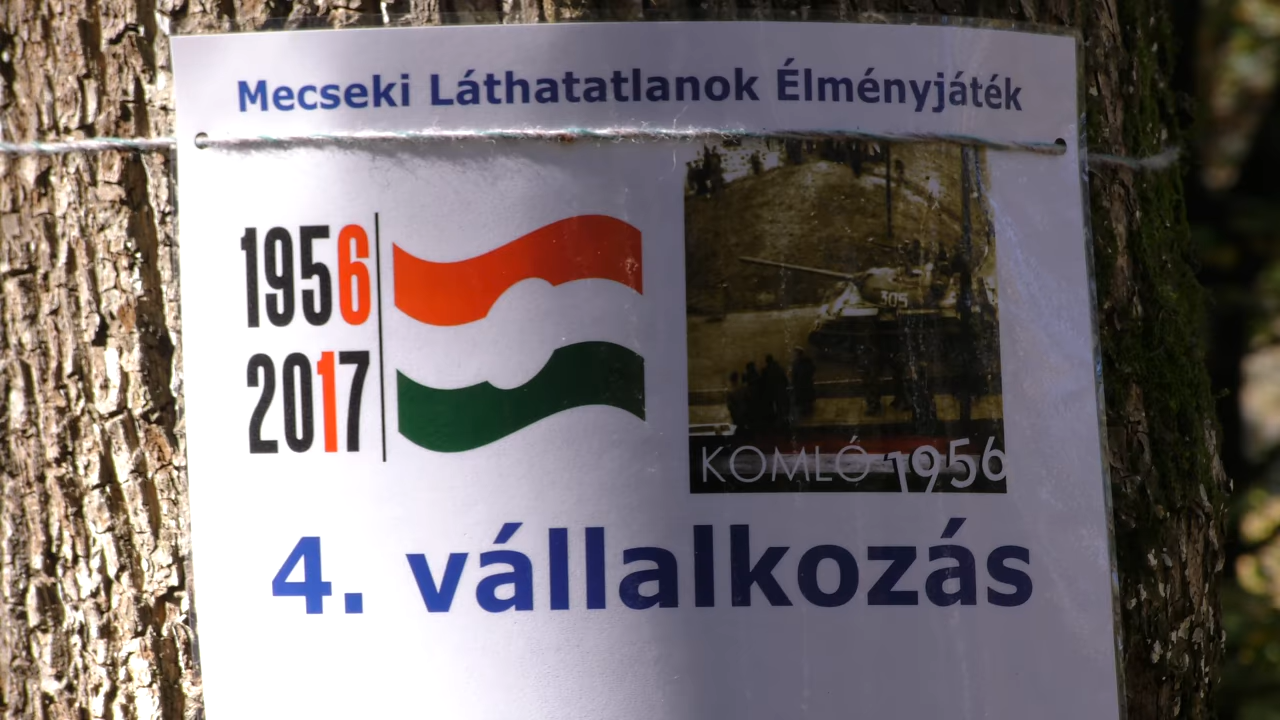 Mecseki Láthatatlanok Élményjáték
1956
2017
305
KOMLÓ 1956
4. vállalkozás